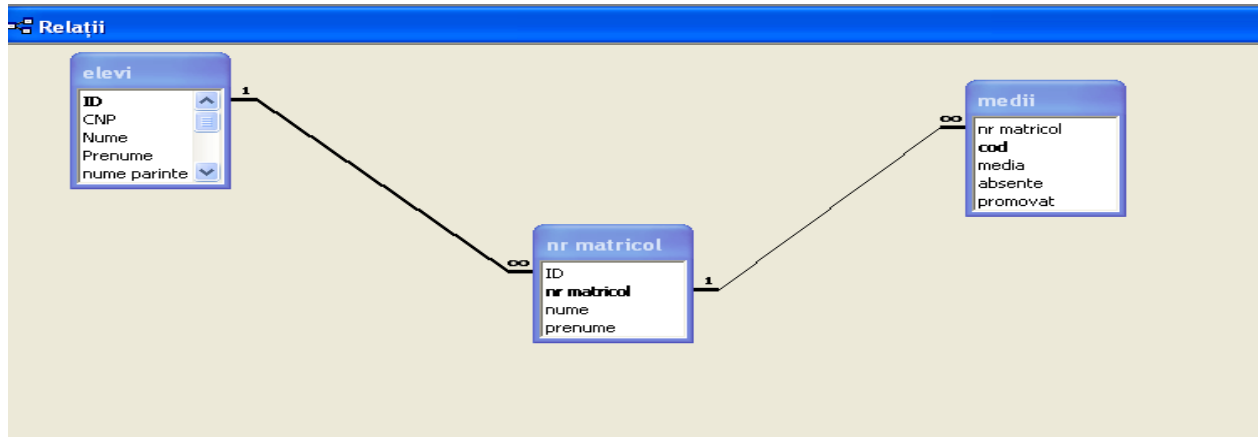 Relații
elevi
ID
CNP
Nume
Prenume
nume parinte
1
∞
nr matricol
ID
nr matricol
nume
prenume
1
∞
medii
nr matricol
cod
media
absente
promovat